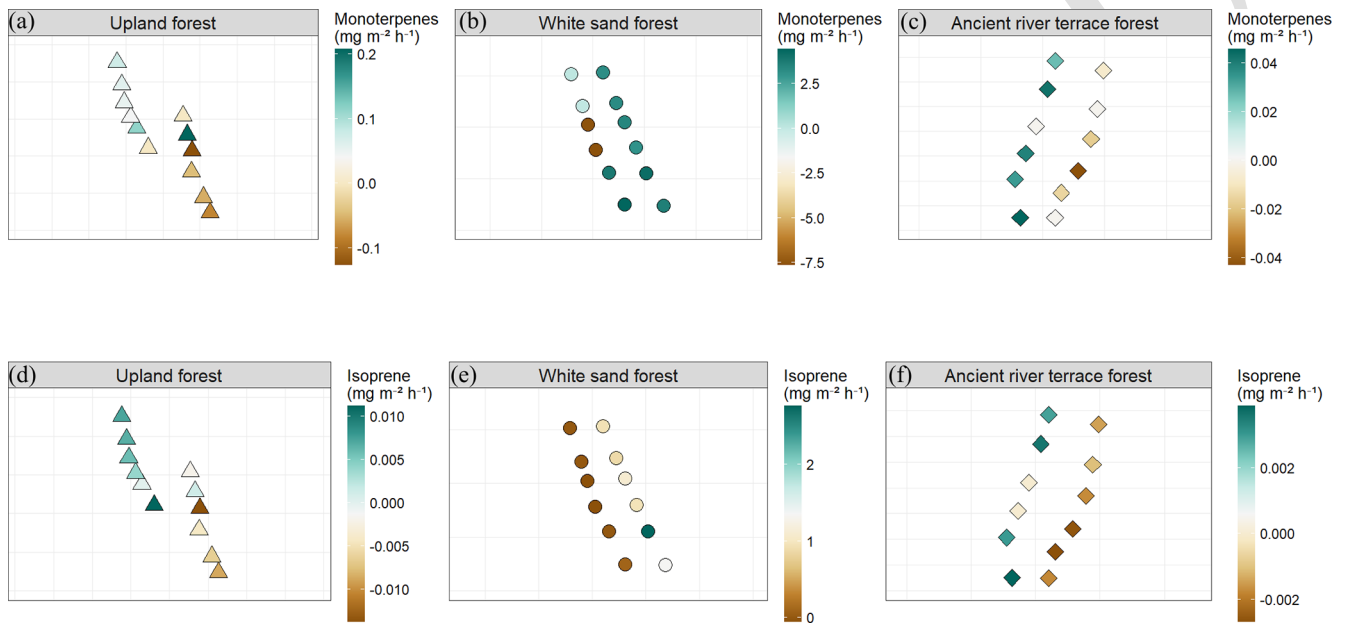 (a) Upland forest
Monoterpenes
(mg m⁻² h⁻¹)
0.2
0.1
0.0
-0.1
(b) White sand forest
Monoterpenes
(mg m⁻² h⁻¹)
2.5
0.0
-2.5
-5.0
-7.5
(c) Ancient river terrace forest
Monoterpenes
(mg m⁻² h⁻¹)
0.04
0.02
0.00
-0.02
-0.04
(d) Upland forest
Isoprene
(mg m⁻² h⁻¹)
0.010
0.005
0.000
-0.005
-0.010
(e) White sand forest
Isoprene
(mg m⁻² h⁻¹)
2
1
0
(f) Ancient river terrace forest
Isoprene
(mg m⁻² h⁻¹)
0.002
0.000
-0.002